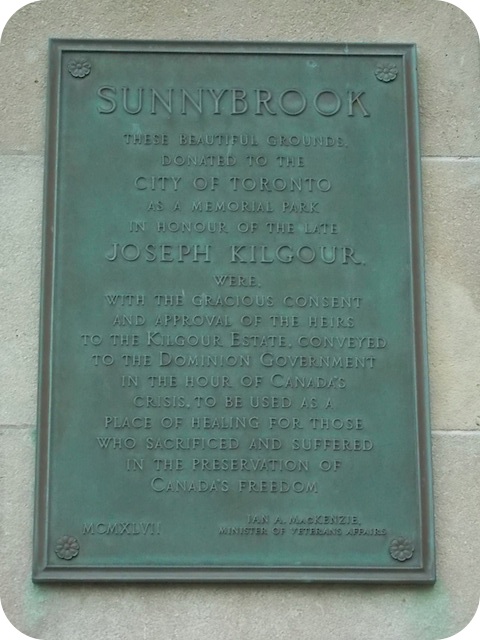 SUNNYBROOK
THESE BEAUTIFUL GROUNDS,
DONATED TO THE
CITY OF TORONTO
AS A MEMORIAL PARK
IN HONOUR OF THE LATE
JOSEPH KILGOUR,
WERE,
WITH THE GRACIOUS CONSENT
AND APPROVAL OF THE HEIRS
TO THE KILGOUR ESTATE, CONVEYED
TO THE DOMINION GOVERNMENT
IN THE HOUR OF CANADA'S
CRISIS, TO BE USED AS A
PLACE OF HEALING FOR THOSE
WHO SACRIFICED AND SUFFERED
IN THE PRESERVATION OF
CANADA'S FREEDOM
IAN A. MACKENZIE,
MCMXLVII MINISTER OF VETERANS AFFAIRS